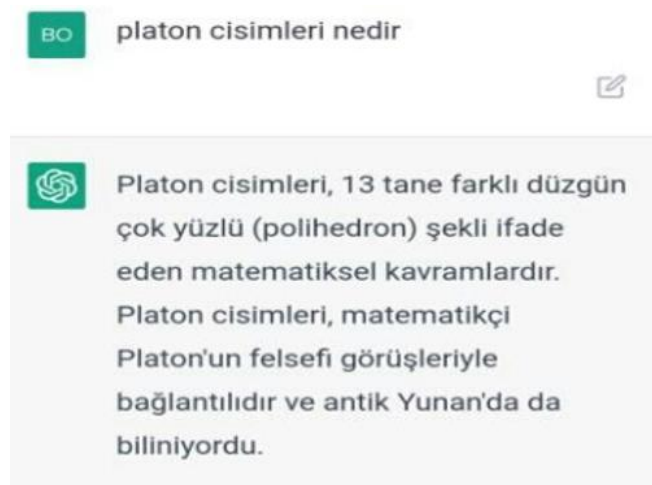 BO
platon cisimleri nedir
Platon cisimleri, 13 tane farklı düzgün
çok yüzlü (polihedron) şekli ifade
eden matematiksel kavramlardır.
Platon cisimleri, matematikçi
Platon'un felsefi görüşleriyle
bağlantılıdır ve antik Yunan'da da
biliniyordu.